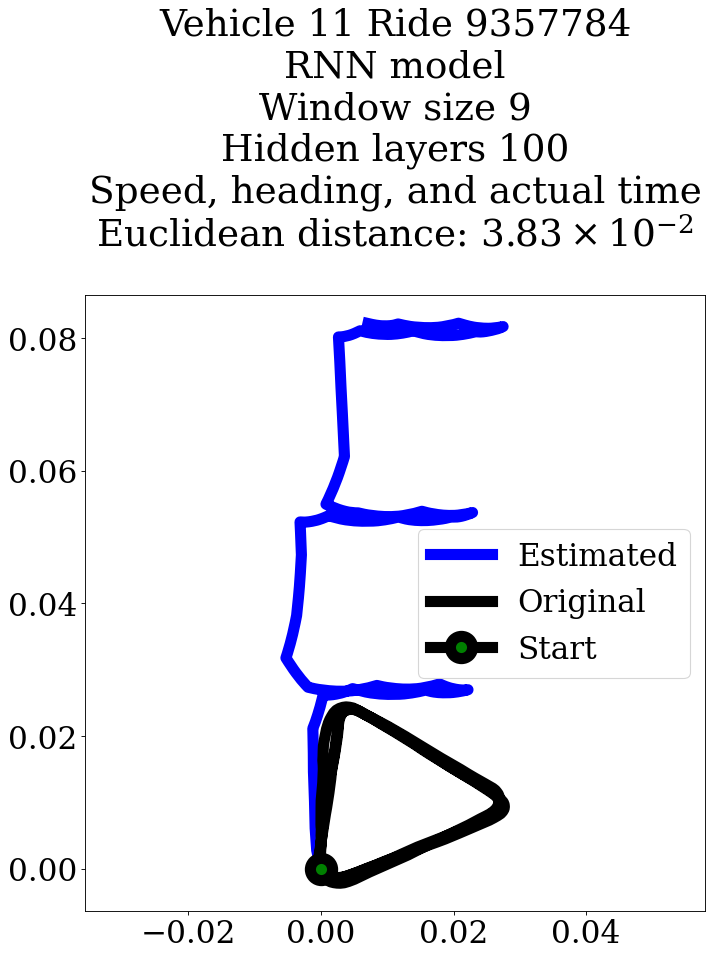 Vehicle 11 Ride 9357784
RNN model
Window size 9
Hidden layers 100
Speed, heading, and actual time
Euclidean distance: 3.83 × 10⁻²
0.08
0.06
0.04
0.02
0.00
Estimated
Original
Start
−0.02 0.00 0.02 0.04